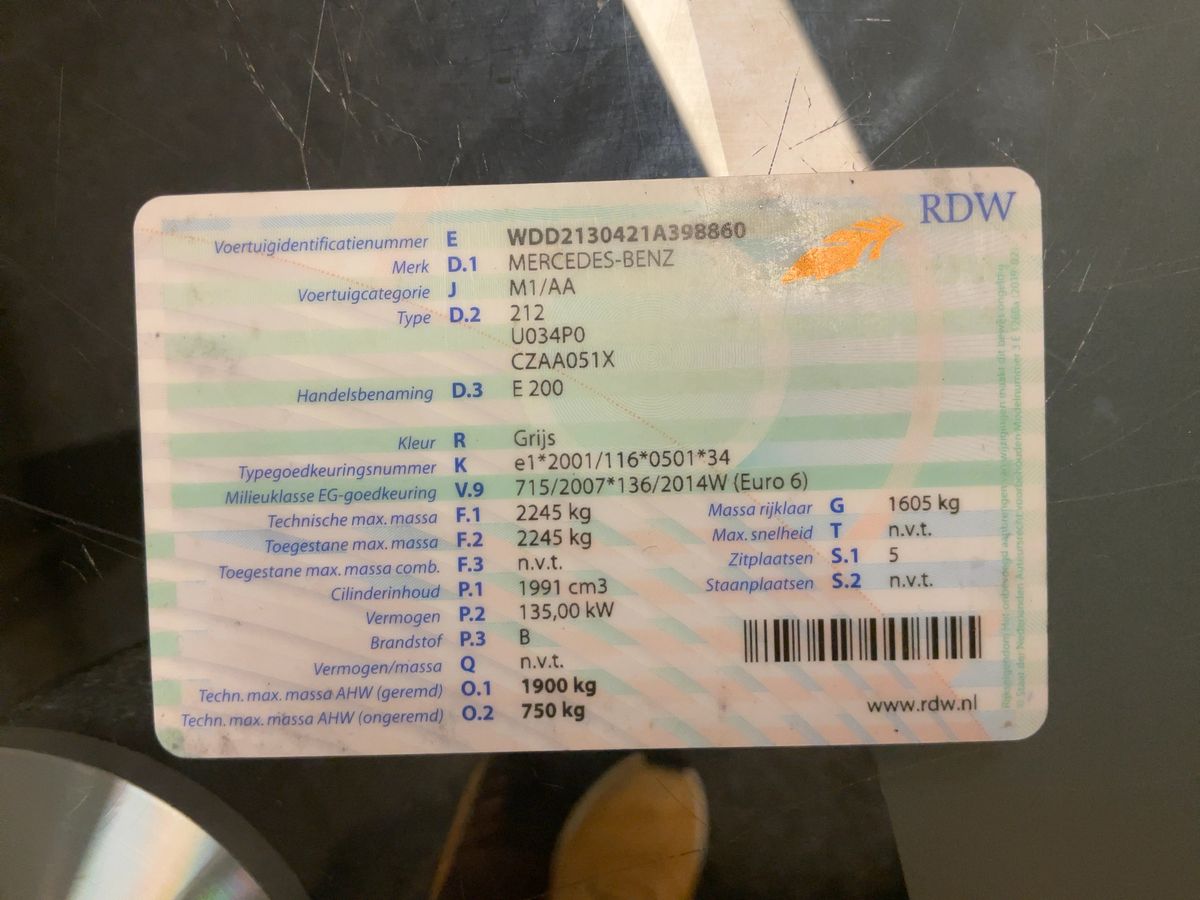 RDW
Voertuigidentificatienummer E WDD2130421A398860
Merk D.1 MERCEDES-BENZ
Voertuigcategorie J M1/AA
Type D.2 212
U034P0
CZAA051X
Handelsbenaming D.3 E 200
Kleur R Grijs
Typegoedkeuringsnummer K e1*2001/116*0501*34
Milieuklasse EG-goedkeuring V.9 715/2007*136/2014W (Euro 6)
Technische max. massa F.1 2245 kg Massa rijklaar G 1605 kg
Toegestane max. massa F.2 2245 kg Max. snelheid T n.v.t.
Toegestane max. massa comb. F.3 n.v.t. Zitplaatsen S.1 5
Cilinderinhoud P.1 1991 cm3 Staanplaatsen S.2 n.v.t.
Vermogen P.2 135,00 kW
Brandstof P.3 B
Vermogen/massa Q n.v.t.
Techn. max. massa AHW (geremd) O.1 1900 kg
Techn. max. massa AHW (ongeremd) O.2 750 kg
www.rdw.nl